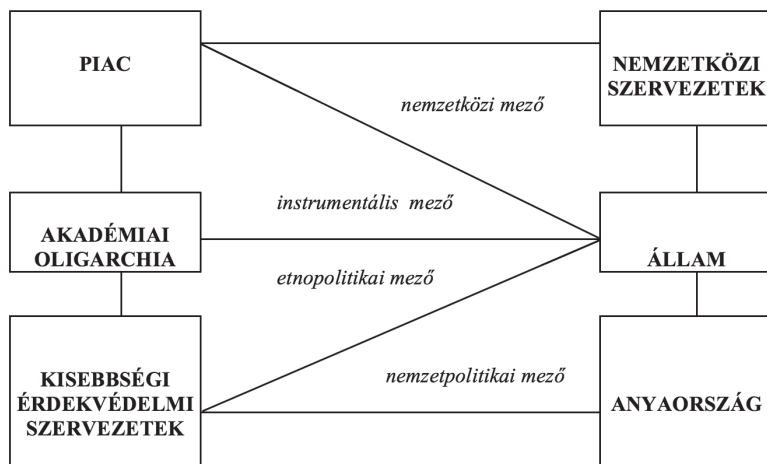 PIAC
NEMZETKÖZI
SZERVEZETEK
nemzetközi mező
instrumentális mező
AKADÉMIAI
OLIGARCHIA
ÁLLAM
etnopolitikai mező
nemzetpolitikai mező
KISEBBSÉGI
ÉRDEKVÉDELMI
SZERVEZETEK
ANYAORSZÁG